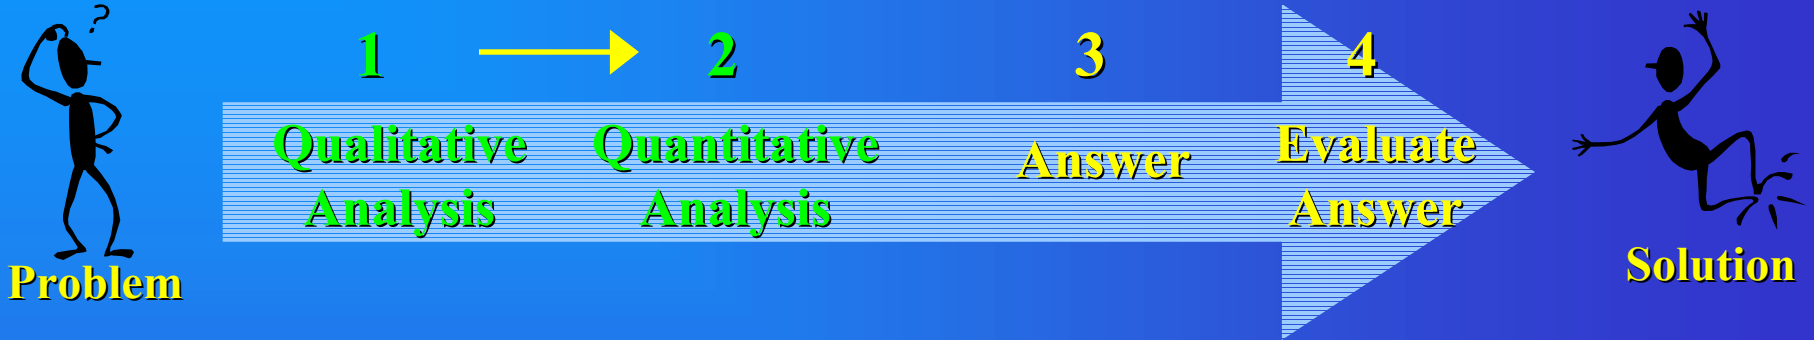 ?
1
2
3
4
Qualitative
Analysis
Quantitative
Analysis
Answer
Evaluate
Answer
Problem
Solution